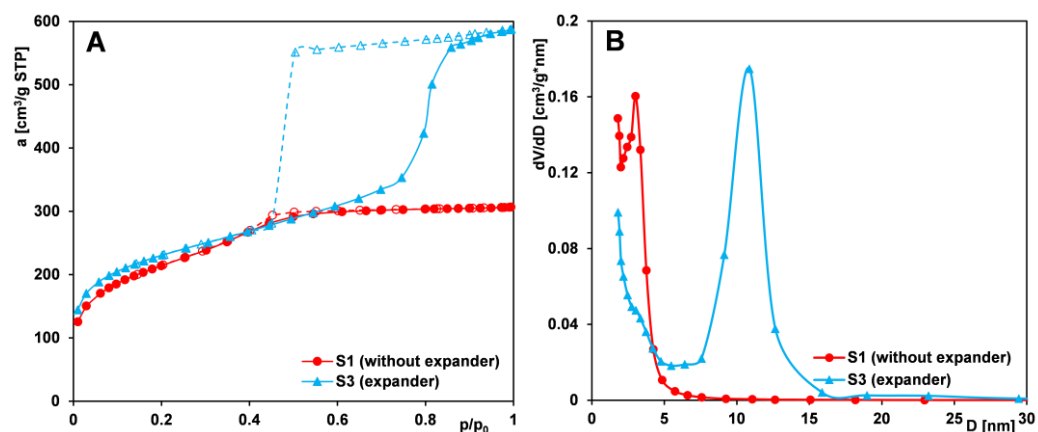 A
a [cm³/g STP]
600
500
400
300
200
100
0
0
0.2
0.4
0.6
0.8
1
p/p₀
S1 (without expander)
S3 (expander)
B
dV/dD [cm³/g*nm]
0.2
0.16
0.12
0.08
0.04
0
0
5
10
15
20
25
30
D [nm]
S1 (without expander)
S3 (expander)